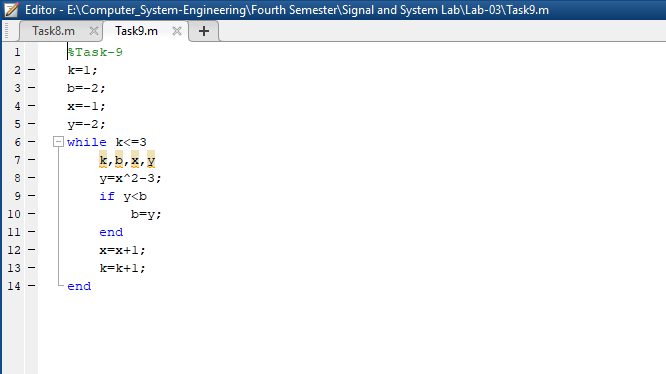 Editor - E:\Computer_System-Engineering\Fourth Semester\Signal and System Lab\Lab-03\Task9.m
Task8.m Task9.m
1 %Task-9
2 k=1;
3 b=-2;
4 x=-1;
5 y=-2;
6 while k<=3
7 k,b,x,y
8 y=x^2-3;
9 if y<b
10 b=y;
11 end
12 x=x+1;
13 k=k+1;
14 end